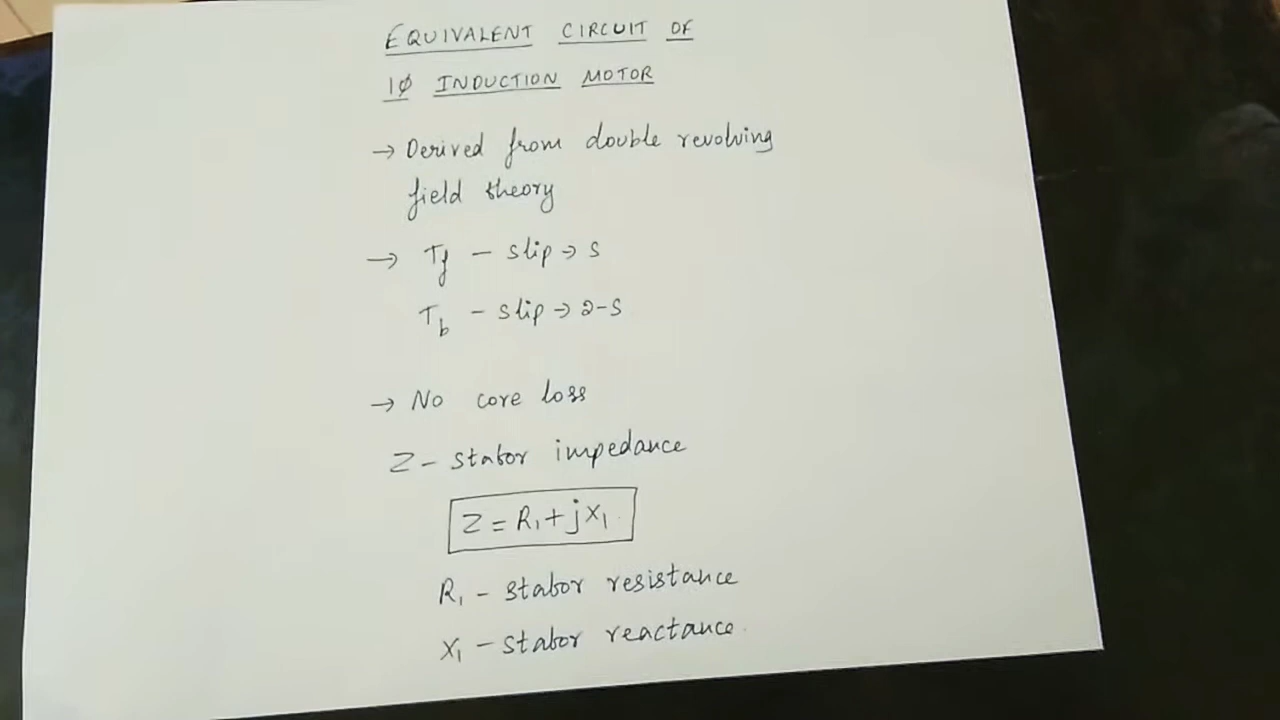 EQUIVALENT CIRCUIT OF
1φ INDUCTION MOTOR
→ Derived from double revolving
field theory
→ Tf - slip → s
Tb - slip → 2-s
→ No core loss
Z - stator impedance
Z = R1 + jX1
R1 - stator resistance
X1 - stator reactance